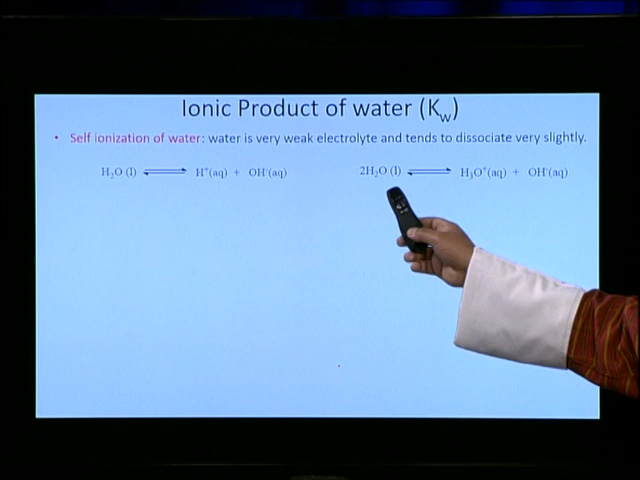 Ionic Product of water (Kw)
• Self ionization of water: water is very weak electrolyte and tends to dissociate very slightly.
H₂O (l) ⇌ H⁺(aq) + OH⁻(aq) 2H₂O (l) ⇌ H₃O⁺(aq) + OH⁻(aq)